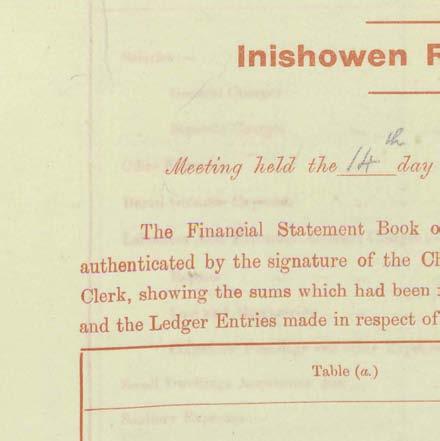 Inishowen R
Meeting held the 14th day
The Financial Statement Book o
authenticated by the signature of the Ch
Clerk, showing the sums which had been
and the Ledger Entries made in respect of
Table (a.)